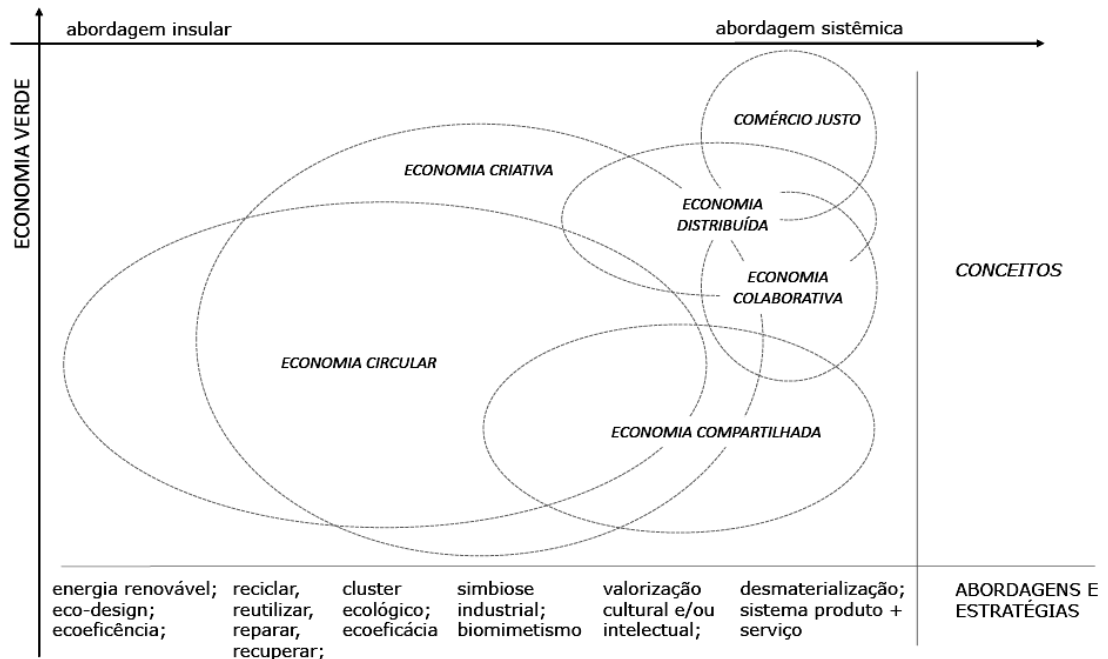 abordagem insular
abordagem sistêmica
ECONOMIA VERDE
COMÉRCIO JUSTO
ECONOMIA CRIATIVA
ECONOMIA
DISTRIBUÍDA
ECONOMIA
COLABORATIVA
CONCEITOS
ECONOMIA CIRCULAR
ECONOMIA COMPARTILHADA
energia renovável;
eco-design;
ecoeficência;
reciclar,
reutilizar,
reparar,
recuperar;
cluster
ecológico;
ecoeficácia
simbiose
industrial;
biomimetismo
valorização
cultural e/ou
intelectual;
desmaterialização;
sistema produto +
serviço
ABORDAGENS E
ESTRATÉGIAS